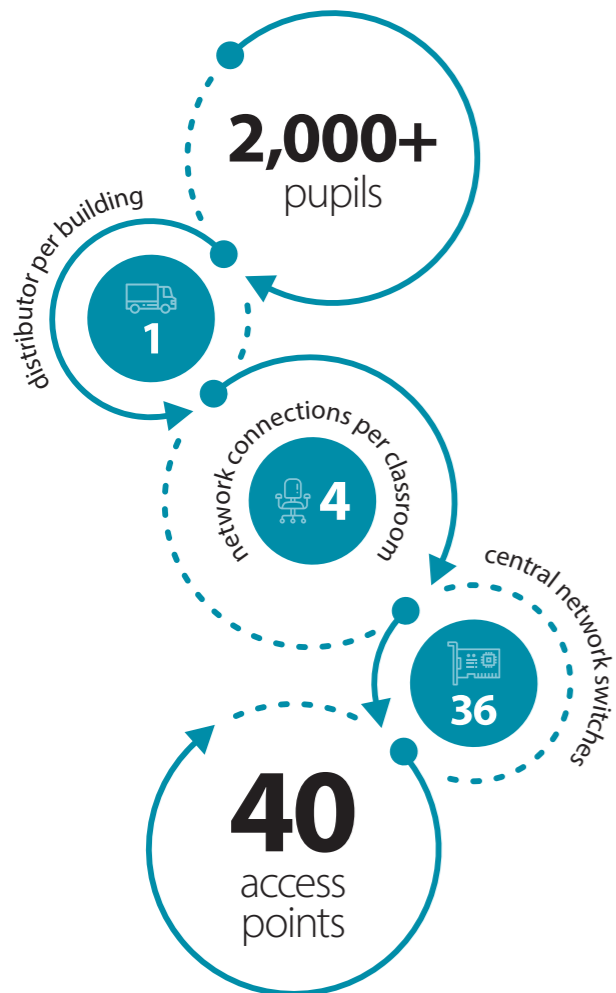 2,000+
pupils
distributor per building
1
network connections per classroom
4
central network switches
36
40
access
points